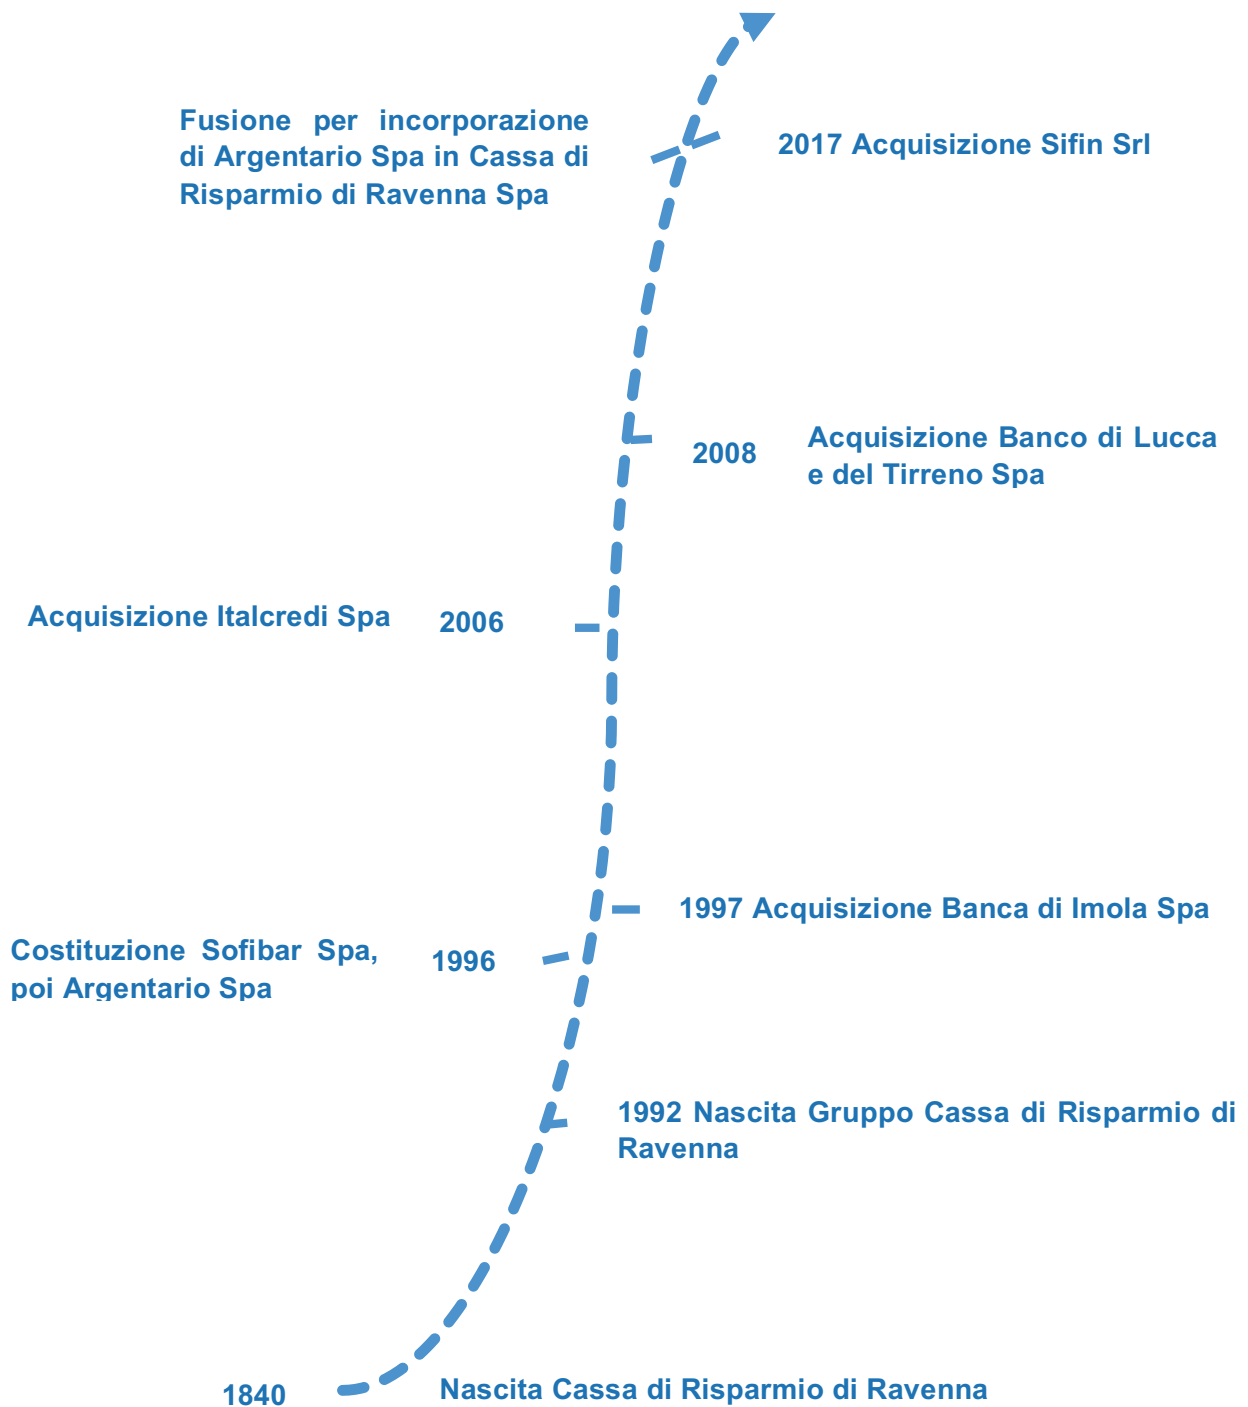 Fusione per incorporazione
di Argentario Spa in Cassa di
Risparmio di Ravenna Spa
2017 Acquisizione Sifin Srl
2008
Acquisizione Banco di Lucca
e del Tirreno Spa
Acquisizione Italcredi Spa
2006
1997 Acquisizione Banca di Imola Spa
Costituzione Sofibar Spa,
poi Argentario Spa
1996
1992 Nascita Gruppo Cassa di Risparmio di
Ravenna
1840
Nascita Cassa di Risparmio di Ravenna